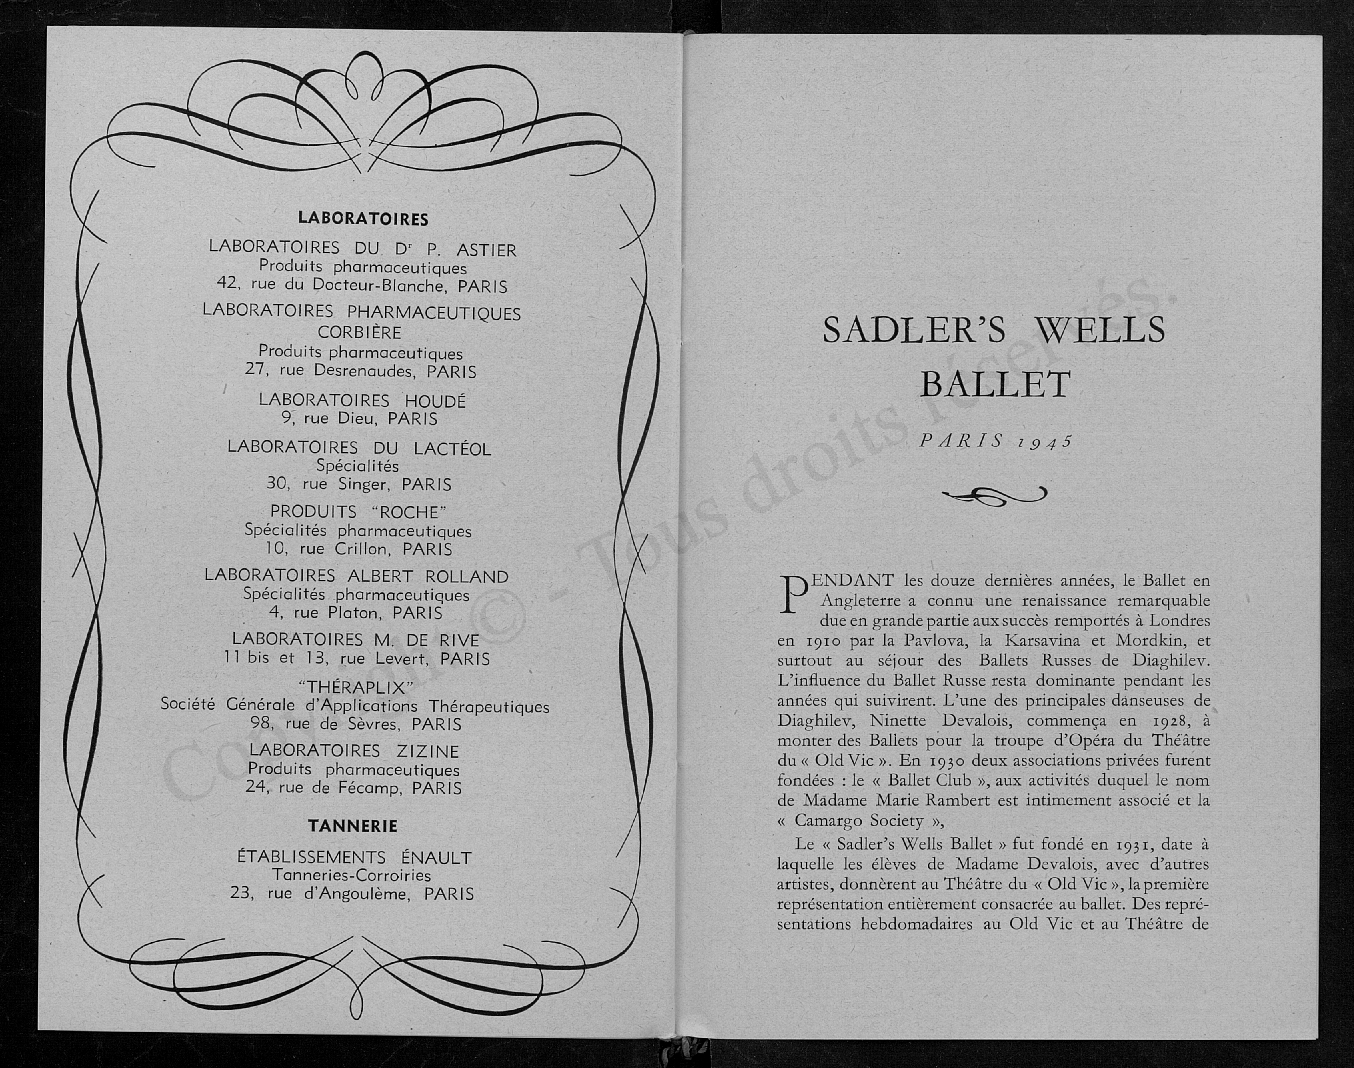 LABORATOIRES
LABORATOIRES DU Dr P. ASTIER
Produits pharmaceutiques
42, rue du Docteur-Blanche, PARIS
LABORATOIRES PHARMACEUTIQUES
CORBIÈRE
Produits pharmaceutiques
27, rue Desrenaudes, PARIS
LABORATOIRES HOUDÉ
9, rue Dieu, PARIS
LABORATOIRES DU LACTÉOL
Spécialités
30, rue Singer, PARIS
PRODUITS "ROCHE"
Spécialités pharmaceutiques
10, rue Crillon, PARIS
LABORATOIRES ALBERT ROLLAND
Spécialités pharmaceutiques
4, rue Platon, PARIS
LABORATOIRES M. DE RIVE
11 bis et 13, rue Levert, PARIS
"THÉRAPLIX"
Société Générale d'Applications Thérapeutiques
98, rue de Sèvres, PARIS
LABORATOIRES ZIZINE
Produits pharmaceutiques
24, rue de Fécamp, PARIS
TANNERIE
ÉTABLISSEMENTS ÉNAULT
Tanneries-Corroiries
23, rue d'Angoulème, PARIS
SADLER'S WELLS
BALLET
PARIS 1945
PENDANT les douze dernières années, le Ballet en
Angleterre a connu une renaissance remarquable
due en grande partie aux succès remportés à Londres
en 1910 par la Pavlova, la Karsavina et Mordkin, et
surtout au séjour des Ballets Russes de Diaghilev.
L'influence du Ballet Russe resta dominante pendant les
années qui suivirent. L'une des principales danseuses de
Diaghilev, Ninette Devalois, commença en 1928, à
monter des Ballets pour la troupe d'Opéra du Théâtre
du « Old Vic ». En 1930 deux associations privées furent
fondées : le « Ballet Club », aux activités duquel le nom
de Madame Marie Rambert est intimement associé et la
« Camargo Society »,
Le « Sadler's Wells Ballet » fut fondé en 1931, date à
laquelle les élèves de Madame Devalois, avec d'autres
artistes, donnèrent au Théâtre du « Old Vic », la première
représentation entièrement consacrée au ballet. Des repré-
sentations hebdomadaires au Old Vic et au Théâtre de
© - Tous droits réservés.